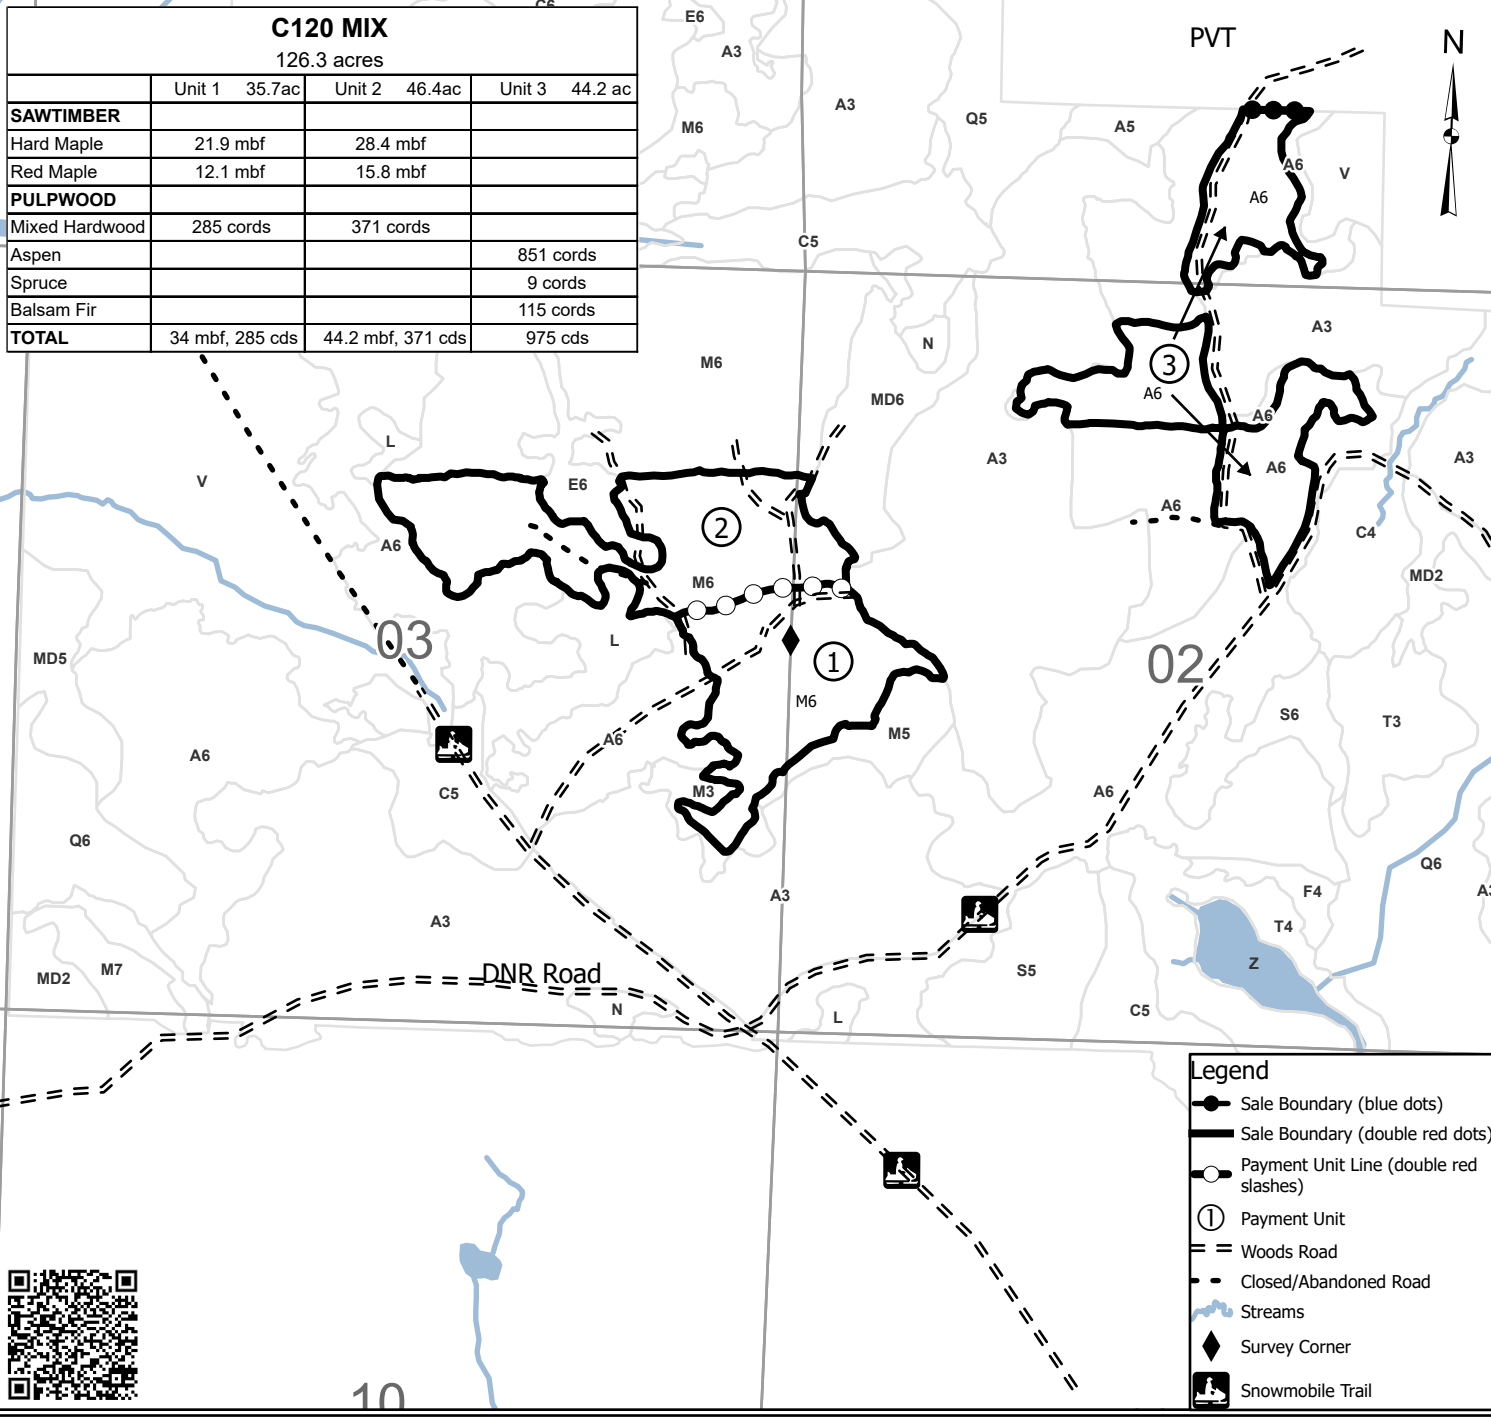 C120 MIX
126.3 acres
Unit 1 35.7ac Unit 2 46.4ac Unit 3 44.2 ac
SAWTIMBER
Hard Maple 21.9 mbf 28.4 mbf
Red Maple 12.1 mbf 15.8 mbf
PULPWOOD
Mixed Hardwood 285 cords 371 cords
Aspen 851 cords
Spruce 9 cords
Balsam Fir 115 cords
TOTAL 34 mbf, 285 cds 44.2 mbf, 371 cds 975 cds
C6
E6
PVT
N
A3
A3
Q5
A5
M6
A6
V
A6
C5
A3
N
M6
3
MD6
A6
A6
L
A3
A3
V
E6
A6
A6
2
C4
A6
M6
MD2
03
L
02
MD5
1
M6
S6
T3
M5
A6
A6
C5
M3
A6
Q6
Q6
A3
F4
A3
A3
T4
M7
MD2
DNR Road
S5
Z
N
L
C5
Legend
Sale Boundary (blue dots)
Sale Boundary (double red dots)
Payment Unit Line (double red
slashes)
1 Payment Unit
Woods Road
Closed/Abandoned Road
Streams
Survey Corner
Snowmobile Trail
10